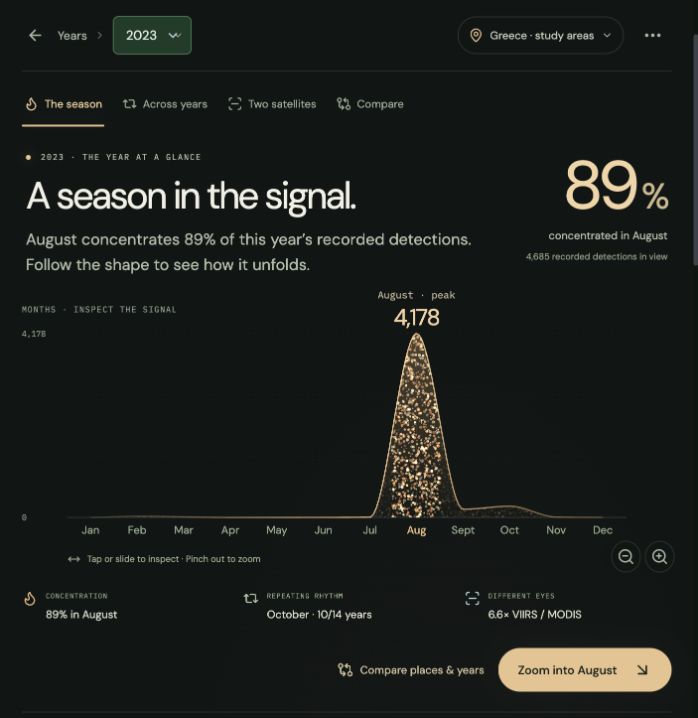 Years
2023
Greece · study areas
The season
Across years
Two satellites
Compare
2023 · THE YEAR AT A GLANCE
A season in the signal.
89%
August concentrates 89% of this year's recorded detections.
Follow the shape to see how it unfolds.
concentrated in August
4,685 recorded detections in view
MONTHS · INSPECT THE SIGNAL
August · peak
4,178
4,178
0
Jan Feb Mar Apr May Jun Jul Aug Sept Oct Nov Dec
Tap or slide to inspect · Pinch out to zoom
CONCENTRATION
89% in August
REPEATING RHYTHM
October · 10/14 years
DIFFERENT EYES
6.6× VIIRS / MODIS
Compare places & years
Zoom into August